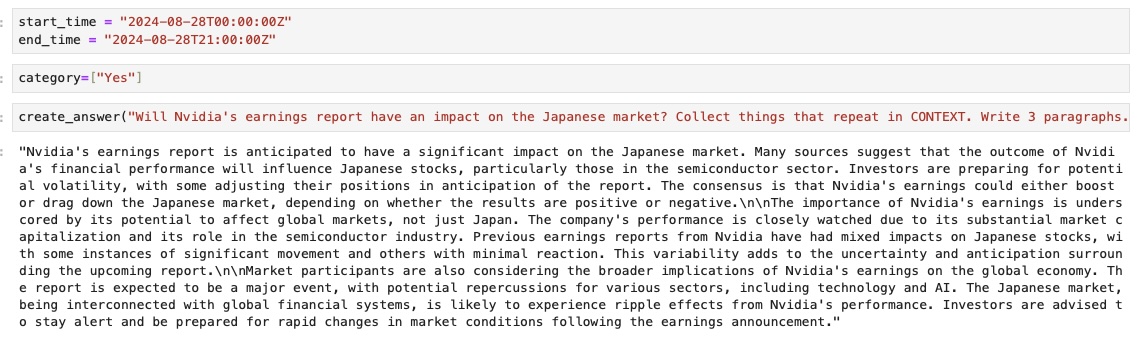 start_time = "2024-08-28T00:00:00Z"
end_time = "2024-08-28T21:00:00Z"
category=["Yes"]
create_answer("Will Nvidia's earnings report have an impact on the Japanese market? Collect things that repeat in CONTEXT. Write 3 paragraphs.
"Nvidia's earnings report is anticipated to have a significant impact on the Japanese market. Many sources suggest that the outcome of Nvidi
a's financial performance will influence Japanese stocks, particularly those in the semiconductor sector. Investors are preparing for potenti
al volatility, with some adjusting their positions in anticipation of the report. The consensus is that Nvidia's earnings could either boost
or drag down the Japanese market, depending on whether the results are positive or negative.\n\nThe importance of Nvidia's earnings is unders
cored by its potential to affect global markets, not just Japan. The company's performance is closely watched due to its substantial market c
apitalization and its role in the semiconductor industry. Previous earnings reports from Nvidia have had mixed impacts on Japanese stocks, wi
th some instances of significant movement and others with minimal reaction. This variability adds to the uncertainty and anticipation surroun
ding the upcoming report.\n\nMarket participants are also considering the broader implications of Nvidia's earnings on the global economy. Th
e report is expected to be a major event, with potential repercussions for various sectors, including technology and AI. The Japanese market,
being interconnected with global financial systems, is likely to experience ripple effects from Nvidia's performance. Investors are advised t
o stay alert and be prepared for rapid changes in market conditions following the earnings announcement."